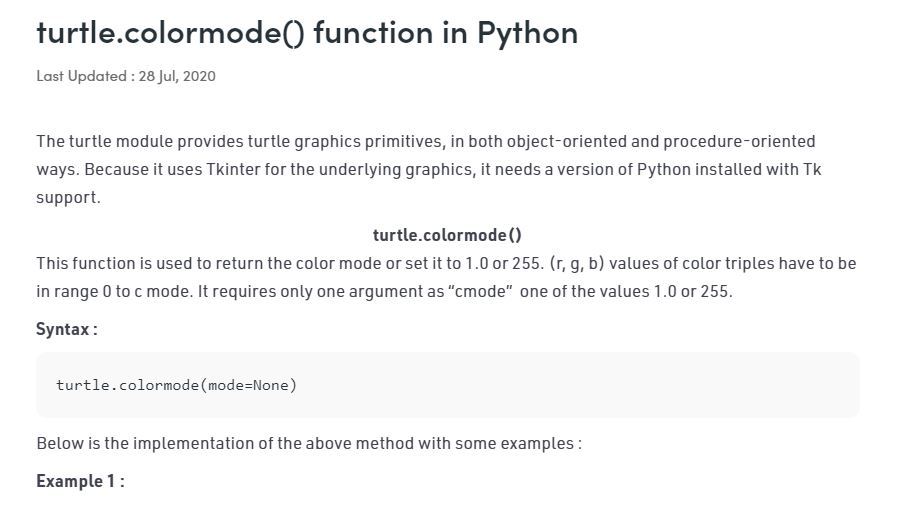 turtle.colormode() function in Python
Last Updated : 28 Jul, 2020
The turtle module provides turtle graphics primitives, in both object-oriented and procedure-oriented
ways. Because it uses Tkinter for the underlying graphics, it needs a version of Python installed with Tk
support.
turtle.colormode()
This function is used to return the color mode or set it to 1.0 or 255. (r, g, b) values of color triples have to be
in range 0 to c mode. It requires only one argument as “cmode” one of the values 1.0 or 255.
Syntax :
turtle.colormode(mode=None)
Below is the implementation of the above method with some examples :
Example 1 :